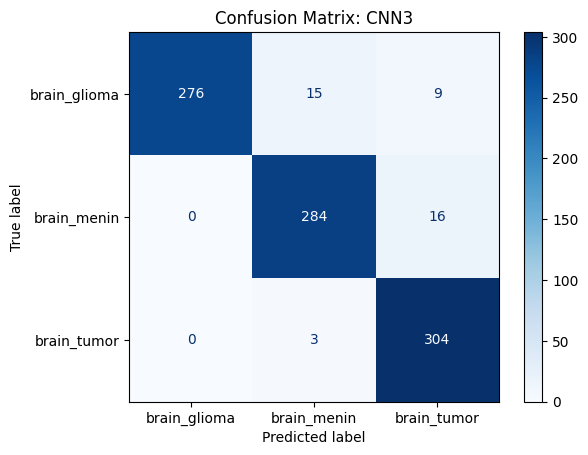 Confusion Matrix: CNN3
True label
brain_glioma
276
15
9
brain_menin
0
284
16
brain_tumor
0
3
304
brain_glioma
brain_menin
brain_tumor
Predicted label
300
250
200
150
100
50
0